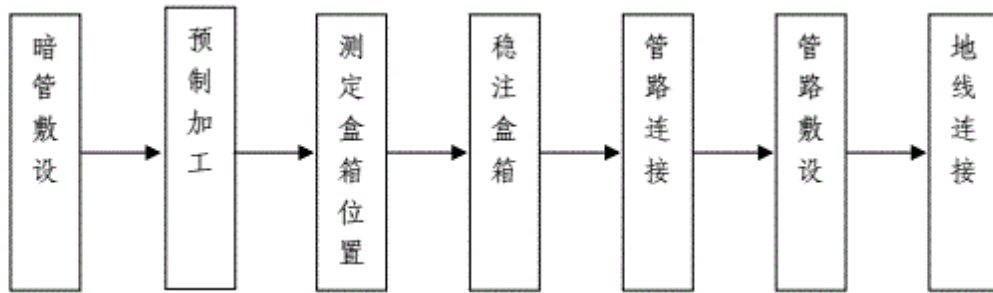 暗管敷设
预制加工
测定盒箱位置
稳注盒箱
管路连接
管路敷设
地线连接